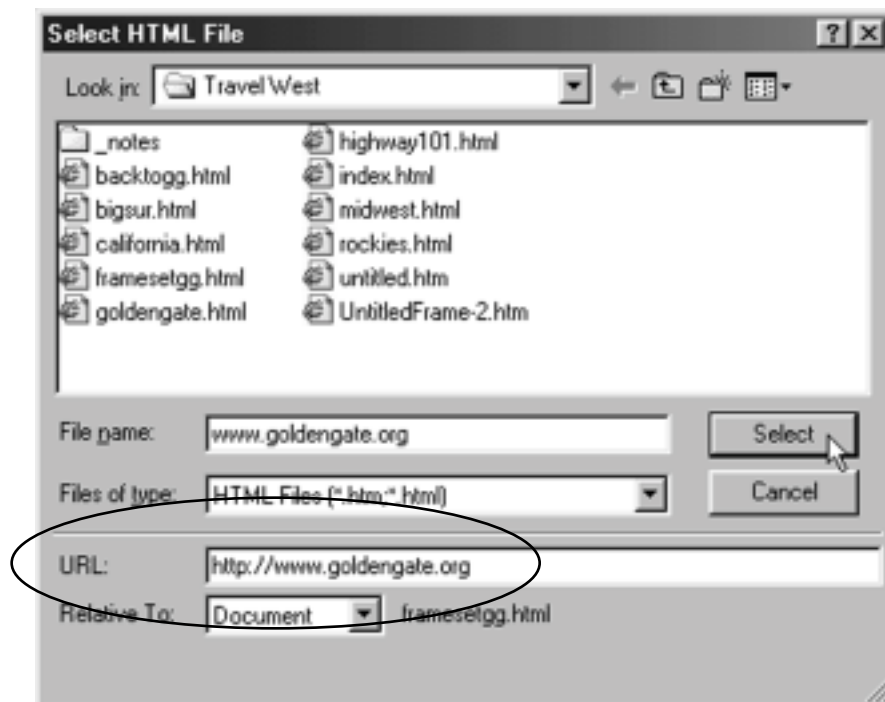 Select HTML File
Look in: Travel West
_notes
backtogg.html
bigsur.html
california.html
framesetgg.html
goldengate.html
highway101.html
index.html
midwest.html
rockies.html
untitled.htm
UntitledFrame-2.htm
File name: www.goldengate.org Select
Files of type: HTML Files (*.htm;*.html) Cancel
URL: http://www.goldengate.org
Relative To: Document framesetgg.html